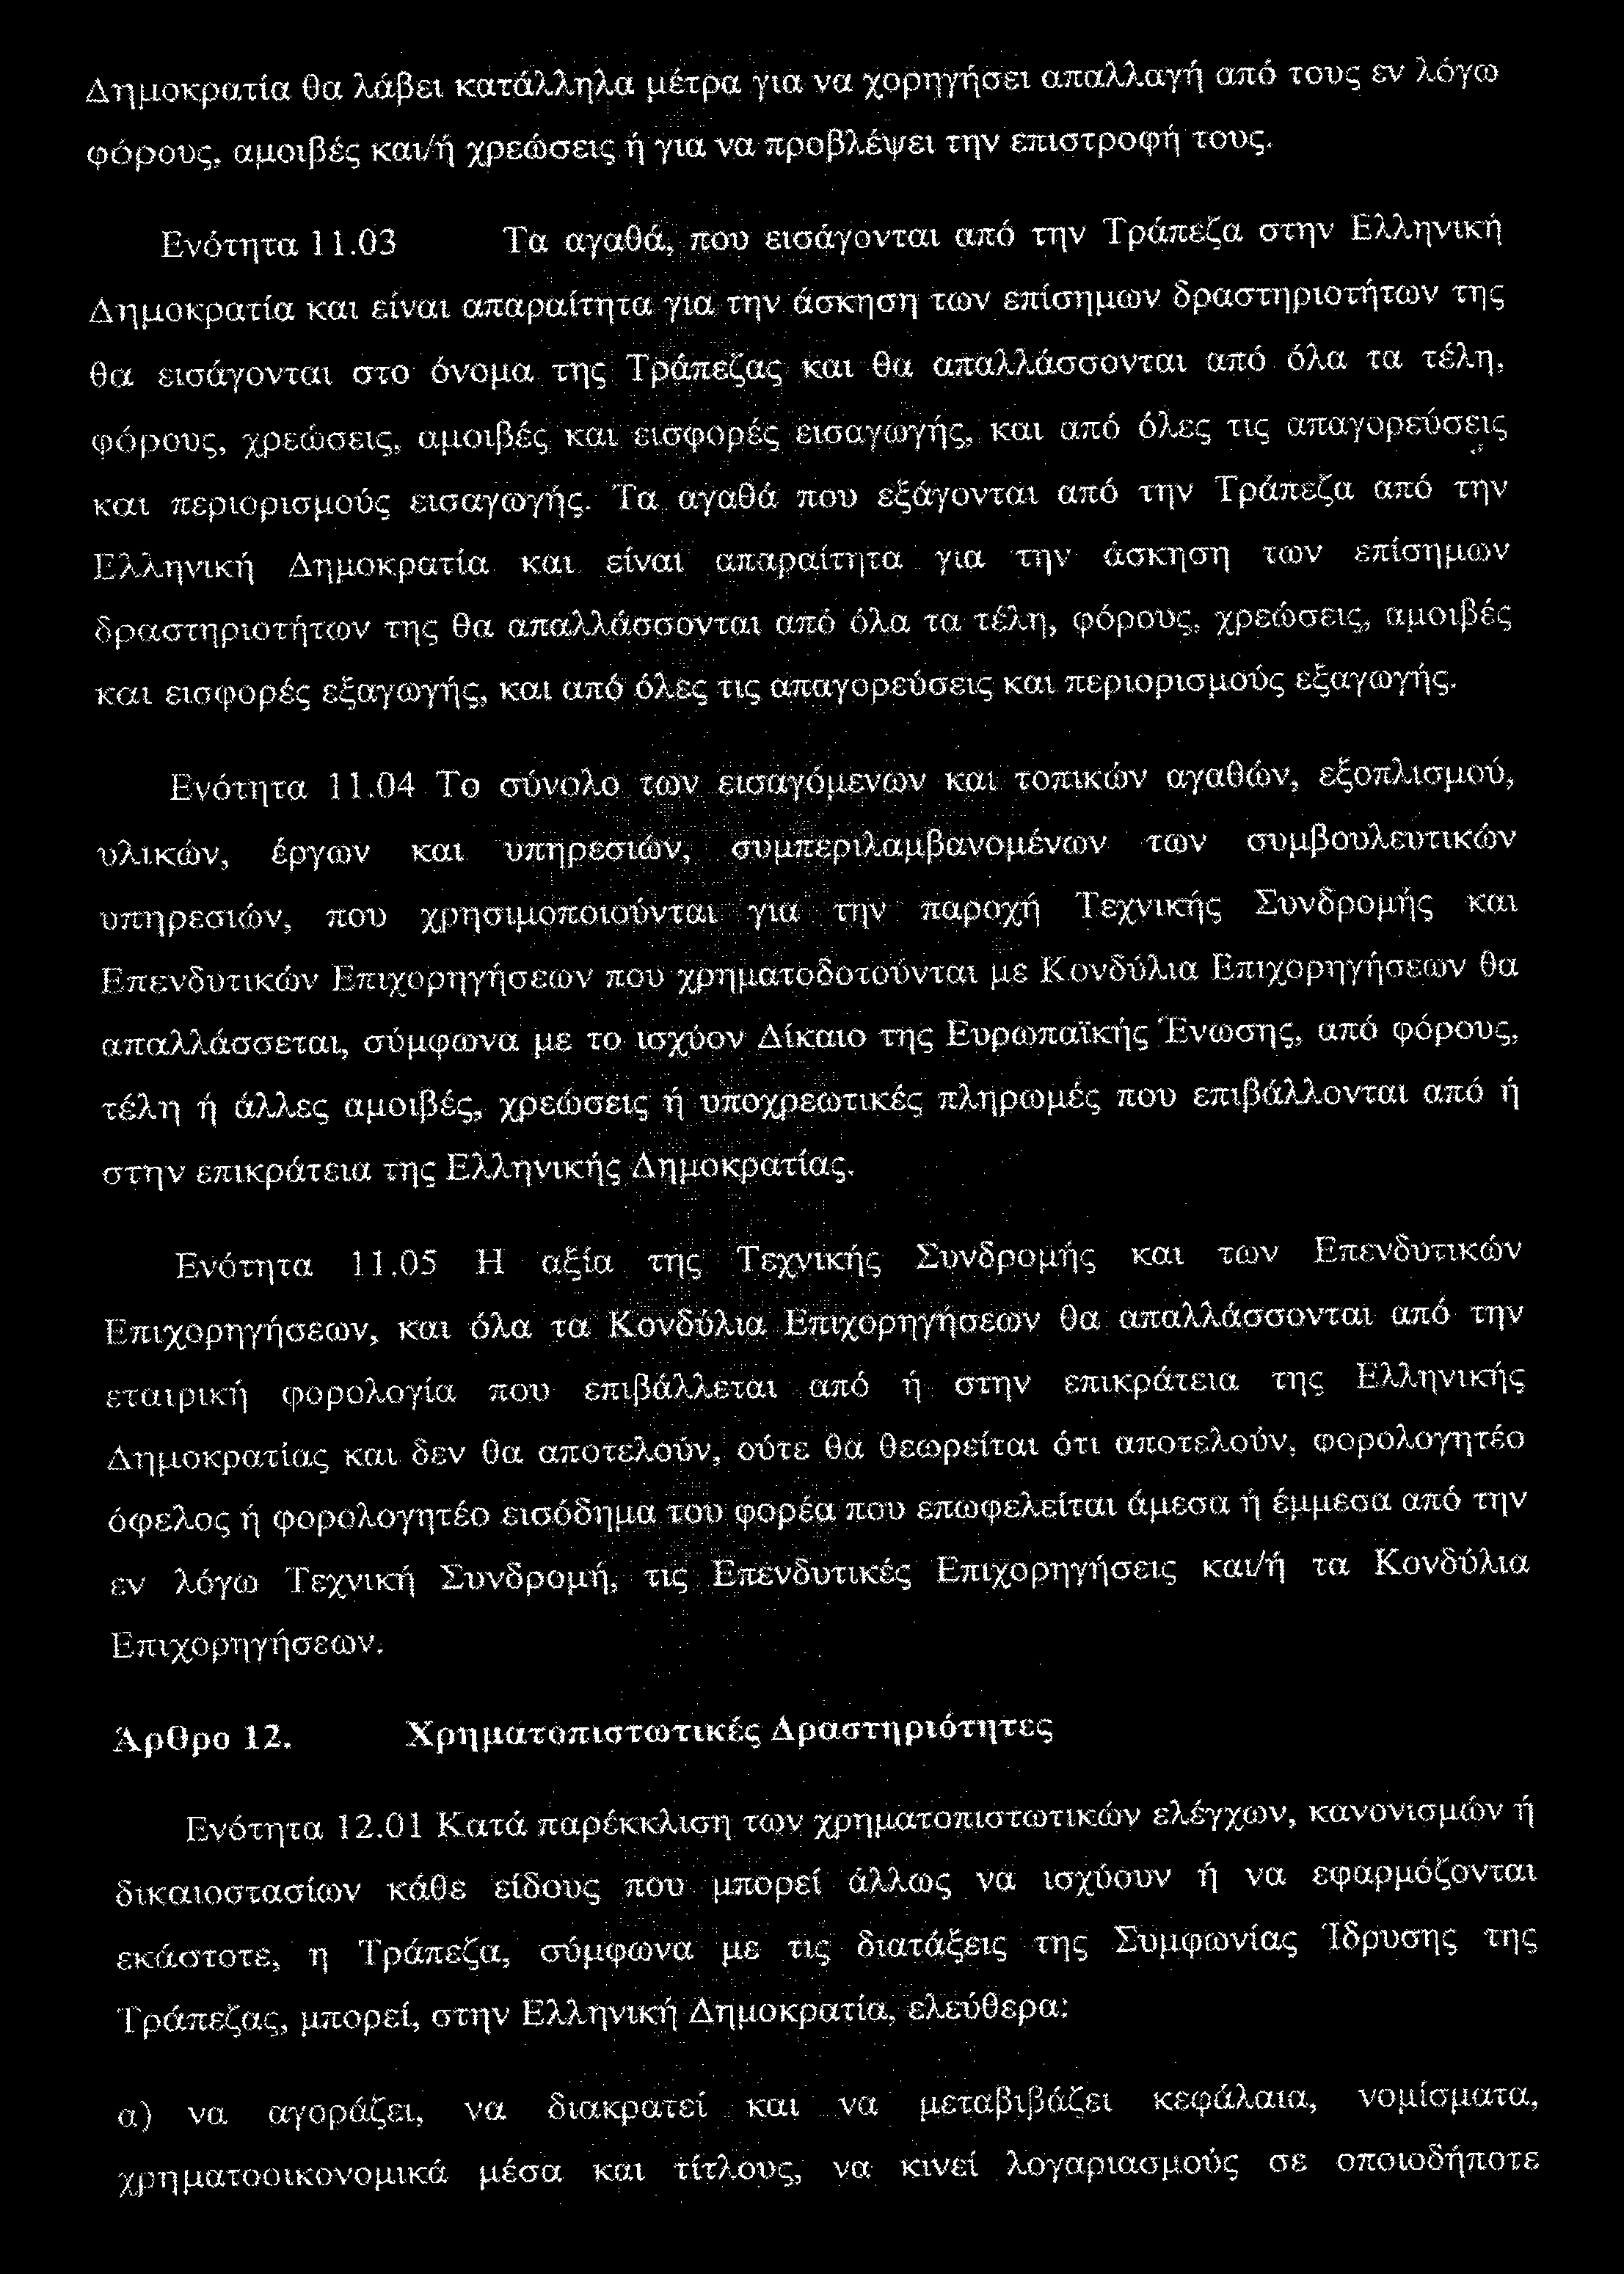 Δημοκρατία θα λάβει κατάλληλα μέτρα για να χορηγήσει απαλλαγή από τους εν λόγω
φόρους, αμοιβές και/ή χρεώσεις ή για να προβλέψει την επιστροφή τους.
Ενότητα 11.03 Τα αγαθά, που εισάγονται από την Τράπεζα στην Ελληνική
Δημοκρατία και είναι απαραίτητα για την άσκηση των επίσημων δραστηριοτήτων της
θα εισάγονται στο όνομα της Τράπεζας και θα απαλλάσσονται από όλα τα τέλη,
φόρους, χρεώσεις, αμοιβές και εισφορές εισαγωγής, και από όλες τις απαγορεύσεις
και περιορισμούς εισαγωγής. Τα αγαθά που εξάγονται από την Τράπεζα από την
Ελληνική Δημοκρατία και είναι απαραίτητα για την άσκηση των επίσημων
δραστηριοτήτων της θα απαλλάσσονται από όλα τα τέλη, φόρους, χρεώσεις, αμοιβές
και εισφορές εξαγωγής, και από όλες τις απαγορεύσεις και περιορισμούς εξαγωγής.
Ενότητα 11.04 Το σύνολο των εισαγόμενων και τοπικών αγαθών, εξοπλισμού,
υλικών, έργων και υπηρεσιών, συμπεριλαμβανομένων των συμβουλευτικών
υπηρεσιών, που χρησιμοποιούνται για την παροχή Τεχνικής Συνδρομής και
Επενδυτικών Επιχορηγήσεων που χρηματοδοτούνται με Κονδύλια Επιχορηγήσεων θα
απαλλάσσεται, σύμφωνα με το ισχύον Δίκαιο της Ευρωπαϊκής Ένωσης, από φόρους,
τέλη ή άλλες αμοιβές, χρεώσεις ή υποχρεωτικές πληρωμές που επιβάλλονται από ή
στην επικράτεια της Ελληνικής Δημοκρατίας.
Ενότητα 11.05 Η αξία της Τεχνικής Συνδρομής και των Επενδυτικών
Επιχορηγήσεων, και όλα τα Κονδύλια Επιχορηγήσεων θα απαλλάσσονται από την
εταιρική φορολογία που επιβάλλεται από ή στην επικράτεια της Ελληνικής
Δημοκρατίας και δεν θα αποτελούν, ούτε θα θεωρείται ότι αποτελούν, φορολογητέο
όφελος ή φορολογητέο εισόδημα του φορέα που επωφελείται άμεσα ή έμμεσα από την
εν λόγω Τεχνική Συνδρομή, τις Επενδυτικές Επιχορηγήσεις και/ή τα Κονδύλια
Επιχορηγήσεων.
Άρθρο 12. Χρηματοπιστωτικές Δραστηριότητες
Ενότητα 12.01 Κατά παρέκκλιση των χρηματοπιστωτικών ελέγχων, κανονισμών ή
δικαιοστασίων κάθε είδους που μπορεί άλλως να ισχύουν ή να εφαρμόζονται
εκάστοτε, η Τράπεζα, σύμφωνα με τις διατάξεις της Συμφωνίας Ίδρυσης της
Τράπεζας, μπορεί, στην Ελληνική Δημοκρατία, ελεύθερα:
α) να αγοράζει, να διακρατεί και να μεταβιβάζει κεφάλαια, νομίσματα,
χρηματοοικονομικά μέσα και τίτλους, να κινεί λογαριασμούς σε οποιοδήποτε